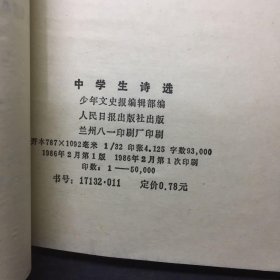 中学生诗选
少年文史报编辑部编
人民日报出版社出版
兰州八一印刷厂印刷
开本787×1092毫米 1/32 印张4.125 字数93,000
1986年2月第1版 1986年2月第1次印刷
印数:1—50,000
书号:17132·011 定价0.78元